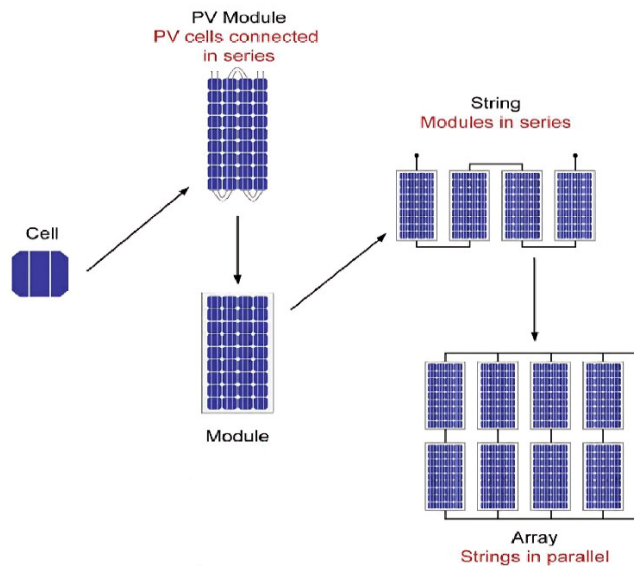 PV Module
PV cells connected
in series
String
Modules in series
Cell
Module
Array
Strings in parallel